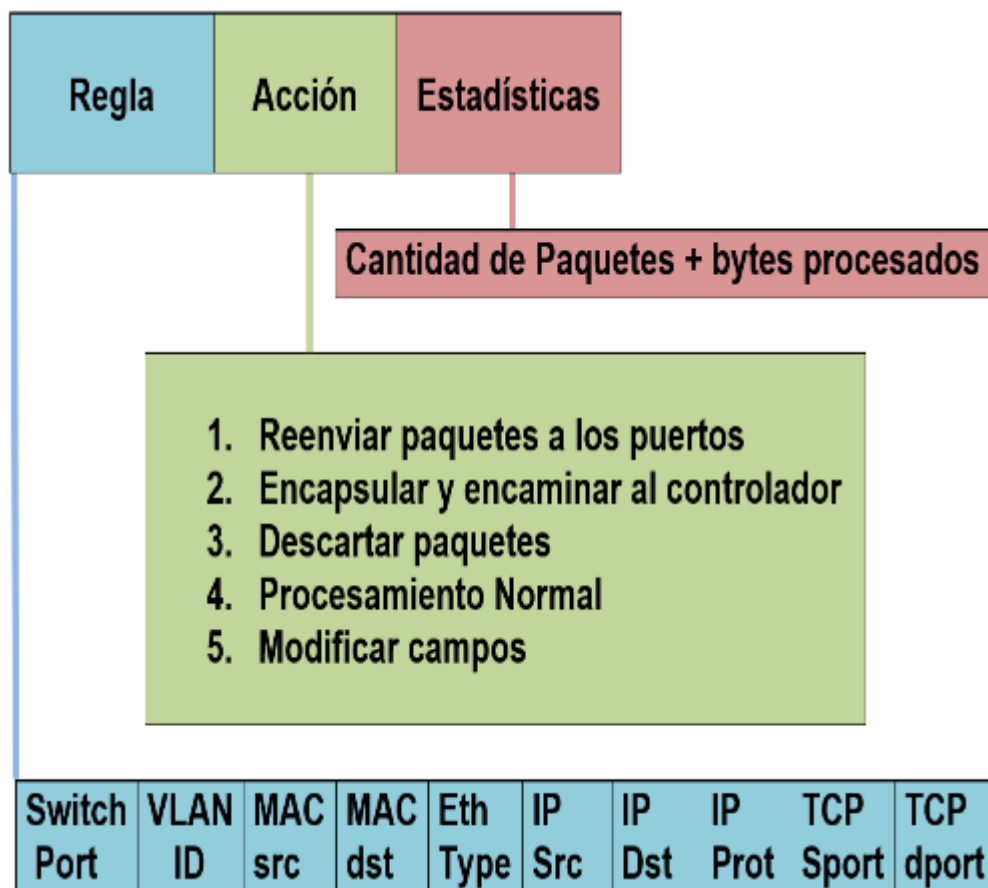 Regla Acción Estadísticas
Cantidad de Paquetes + bytes procesados
1. Reenviar paquetes a los puertos
2. Encapsular y encaminar al controlador
3. Descartar paquetes
4. Procesamiento Normal
5. Modificar campos
Switch VLAN MAC MAC Eth IP IP IP TCP TCP
Port ID src dst Type Src Dst Prot Sport dport